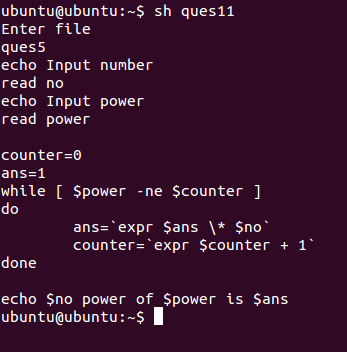 ubuntu@ubuntu:~$ sh ques11
Enter file
ques5
echo Input number
read no
echo Input power
read power

counter=0
ans=1
while [ $power -ne $counter ]
do
        ans=`expr $ans \* $no`
        counter=`expr $counter + 1`
done

echo $no power of $power is $ans
ubuntu@ubuntu:~$